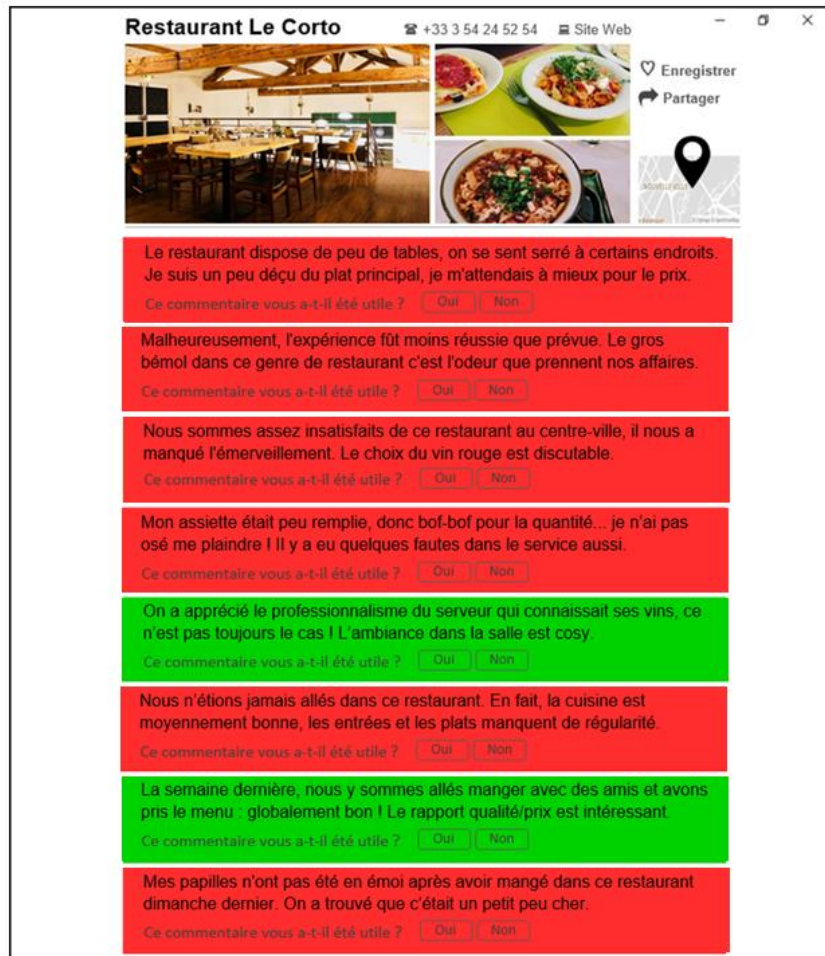 Restaurant Le Corto
+33 3 54 24 52 54
Site Web
Enregistrer
Partager
NOUVELLE VILLE
Le restaurant dispose de peu de tables, on se sent serré à certains endroits.
Je suis un peu déçu du plat principal, je m'attendais à mieux pour le prix.
Ce commentaire vous a-t-il été utile ? Oui Non
Malheureusement, l'expérience fût moins réussie que prévue. Le gros
bémol dans ce genre de restaurant c'est l'odeur que prennent nos affaires.
Ce commentaire vous a-t-il été utile ? Oui Non
Nous sommes assez insatisfaits de ce restaurant au centre-ville, il nous a
manqué l'émerveillement. Le choix du vin rouge est discutable.
Ce commentaire vous a-t-il été utile ? Oui Non
Mon assiette était peu remplie, donc bof-bof pour la quantité... je n'ai pas
osé me plaindre ! Il y a eu quelques fautes dans le service aussi.
Ce commentaire vous a-t-il été utile ? Oui Non
On a apprécié le professionnalisme du serveur qui connaissait ses vins, ce
n'est pas toujours le cas ! L'ambiance dans la salle est cosy.
Ce commentaire vous a-t-il été utile ? Oui Non
Nous n'étions jamais allés dans ce restaurant. En fait, la cuisine est
moyennement bonne, les entrées et les plats manquent de régularité.
Ce commentaire vous a-t-il été utile ? Oui Non
La semaine dernière, nous y sommes allés manger avec des amis et avons
pris le menu : globalement bon ! Le rapport qualité/prix est intéressant.
Ce commentaire vous a-t-il été utile ? Oui Non
Mes papilles n'ont pas été en émoi après avoir mangé dans ce restaurant
dimanche dernier. On a trouvé que c'était un petit peu cher.
Ce commentaire vous a-t-il été utile ? Oui Non